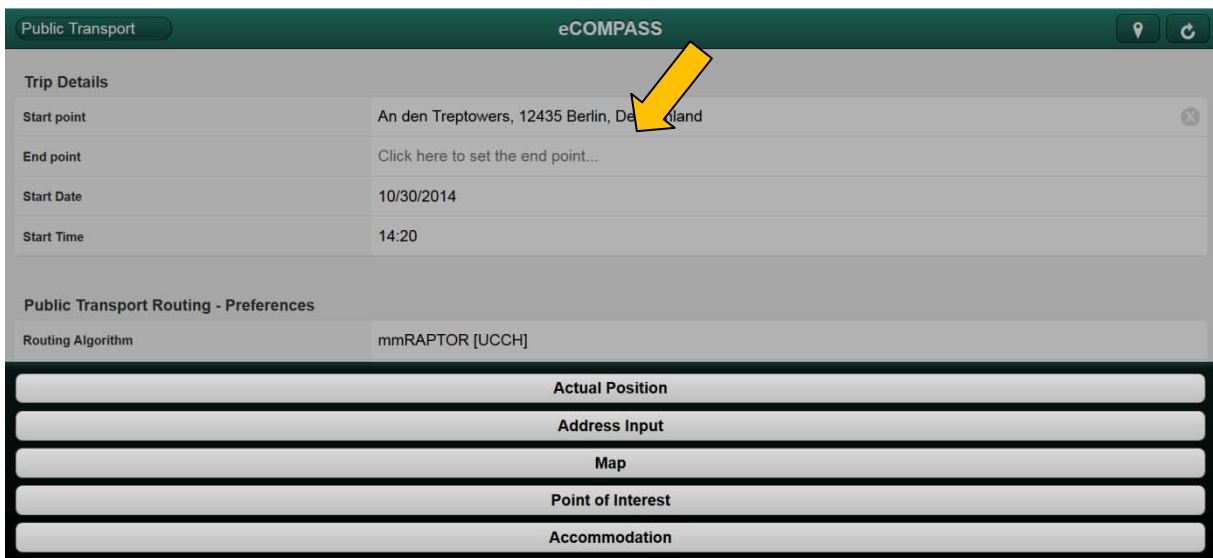 Public Transport eCOMPASS
Trip Details
Start point An den Treptowers, 12435 Berlin, De land
End point Click here to set the end point...
Start Date 10/30/2014
Start Time 14:20
Public Transport Routing - Preferences
Routing Algorithm mmRAPTOR [UCCH]
Actual Position
Address Input
Map
Point of Interest
Accommodation